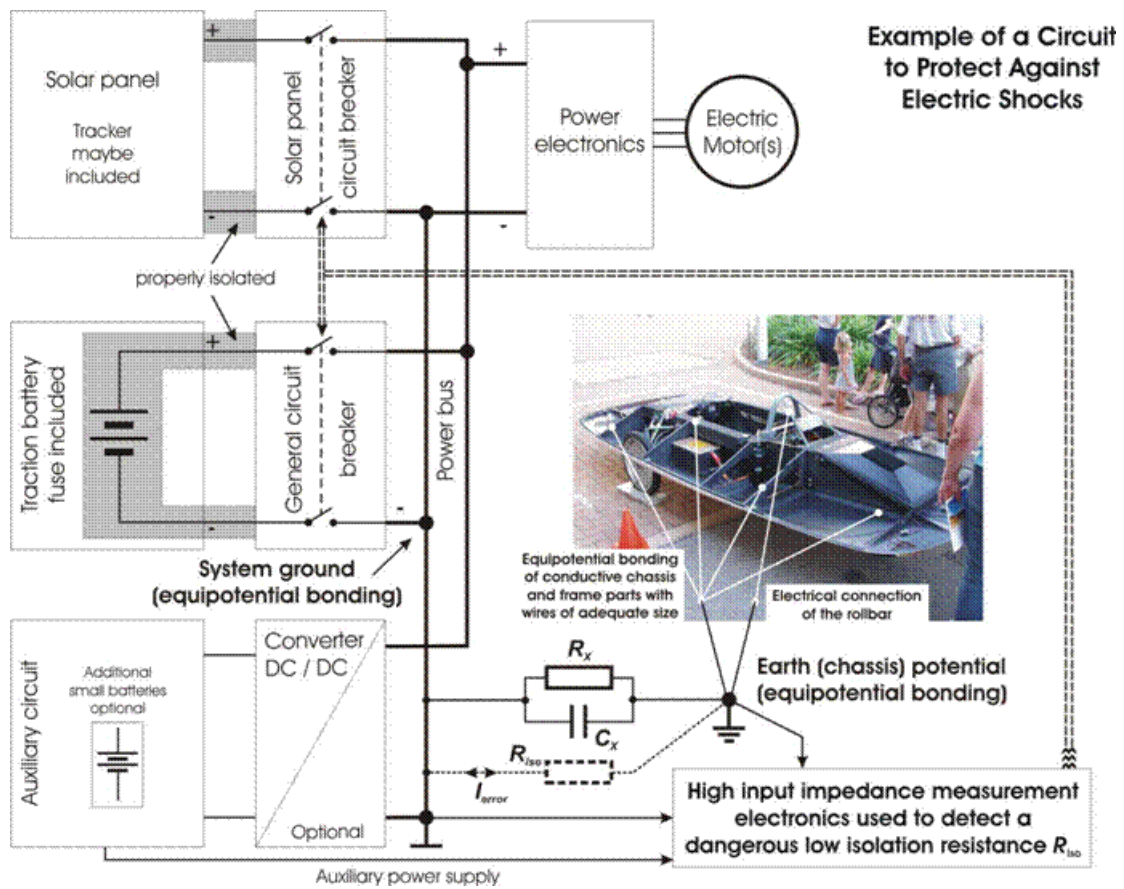 Example of a Circuit
to Protect Against
Electric Shocks
Solar panel
Tracker
maybe
included
+
-
Solar panel
circuit breaker
+
-
Power
electronics
Electric
Motor(s)
properly isolated
Traction battery
fuse included
+
-
General circuit
breaker
-
Power bus
System ground
(equipotential bonding)
Equipotential bonding
of conductive chassis
and frame parts with
wires of adequate size
Electrical connection
of the rollbar
Auxiliary circuit
Additional
small batteries
optional
Converter
DC / DC
Optional
Rx
Cx
Riso
Ierror
Earth (chassis) potential
(equipotential bonding)
High input impedance measurement
electronics used to detect a
dangerous low isolation resistance Riso
Auxiliary power supply